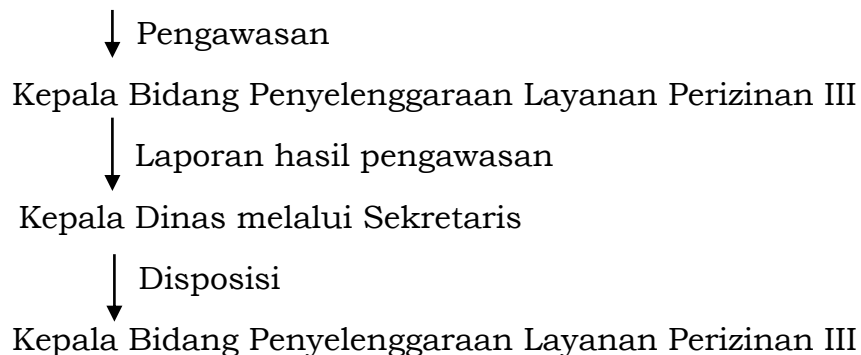 Pengawasan
Kepala Bidang Penyelenggaraan Layanan Perizinan III
Laporan hasil pengawasan
Kepala Dinas melalui Sekretaris
Disposisi
Kepala Bidang Penyelenggaraan Layanan Perizinan III